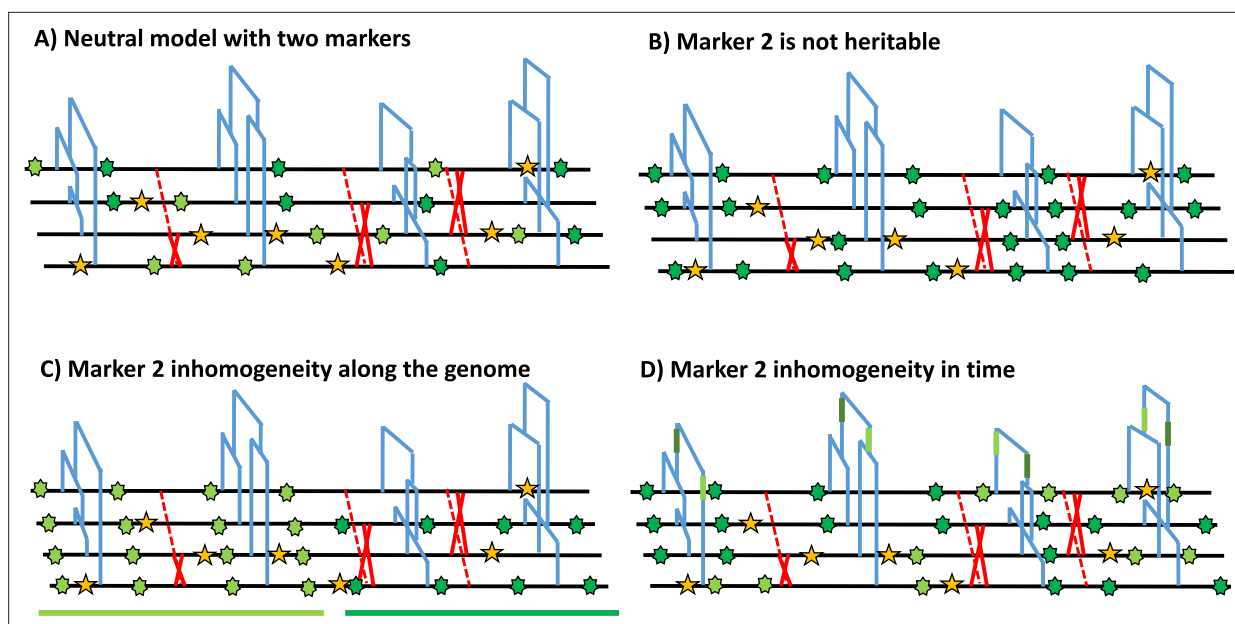 A) Neutral model with two markers
B) Marker 2 is not heritable
C) Marker 2 inhomogeneity along the genome
D) Marker 2 inhomogeneity in time